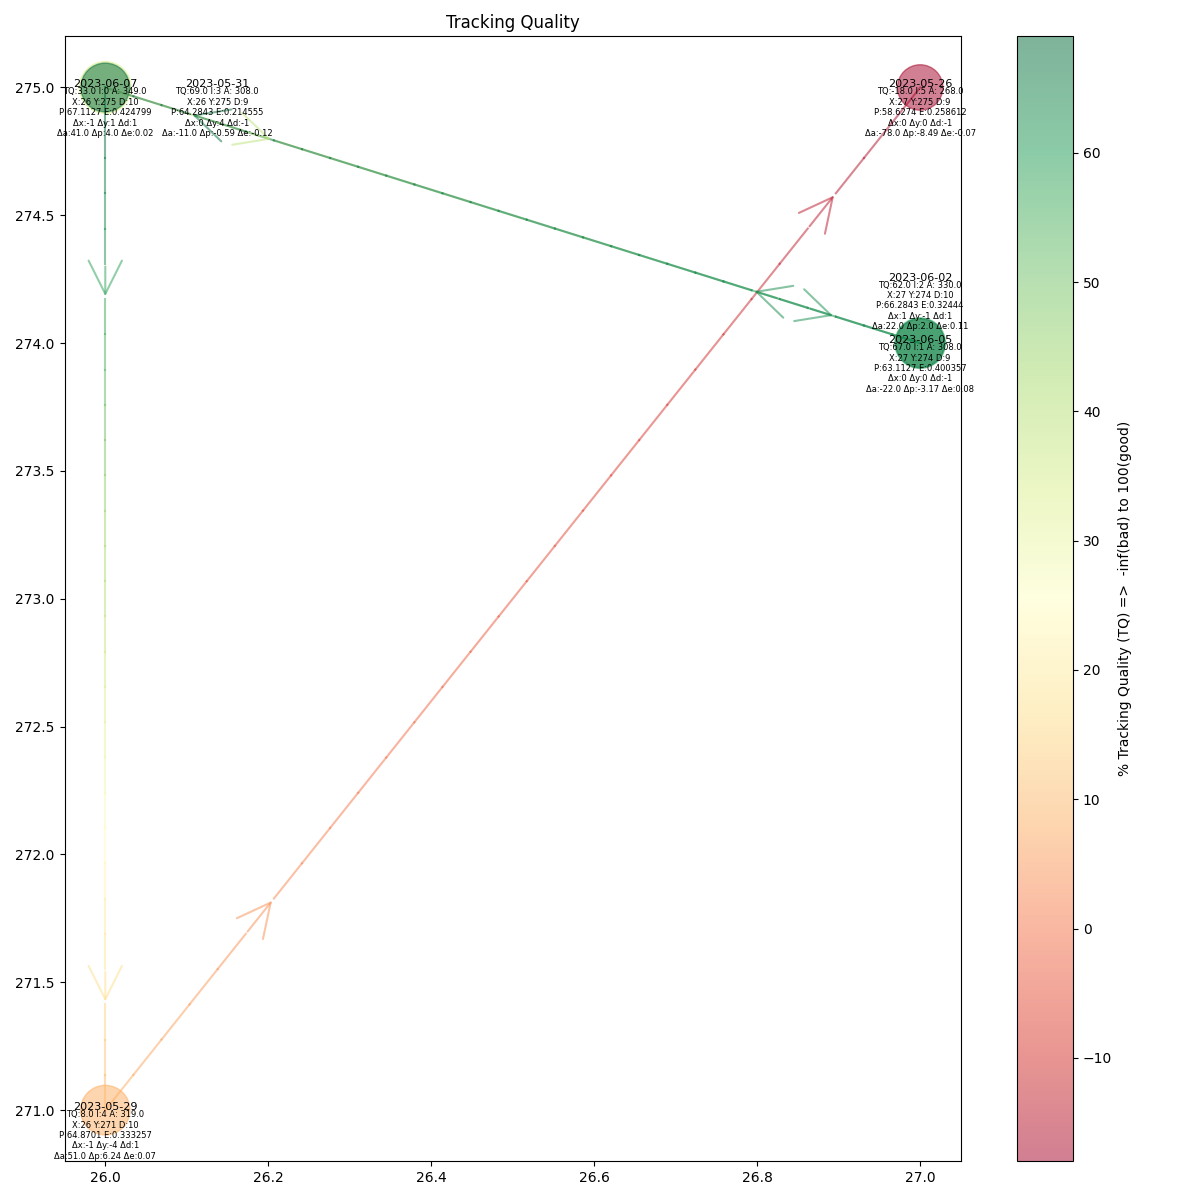 Tracking Quality
2023-06-07
TQ:33.0 I:0 A: 349.0
X:26 Y:275 D:10
P:67.1127 E:0.424799
Δx:-1 Δy:1 Δd:1
Δa:41.0 Δp:4.0 Δe:0.02
2023-05-31
TQ:69.0 I:3 A: 308.0
X:26 Y:275 D:9
P:64.2843 E:0.214555
Δx:0 Δy:4 Δd:-1
Δa:-11.0 Δp:-0.59 Δe:-0.12
2023-05-26
TQ:-18.0 I:5 A: 268.0
X:27 Y:275 D:9
P:58.6274 E:0.258612
Δx:0 Δy:0 Δd:-1
Δa:-78.0 Δp:-8.49 Δe:-0.07
2023-06-02
TQ:62.0 I:2 A: 330.0
X:27 Y:274 D:10
P:66.2843 E:0.32444
Δx:1 Δy:-1 Δd:1
Δa:22.0 Δp:2.0 Δe:0.11
2023-06-05
TQ:67.0 I:1 A: 308.0
X:27 Y:274 D:9
P:63.1127 E:0.400357
Δx:0 Δy:0 Δd:-1
Δa:-22.0 Δp:-3.17 Δe:0.08
2023-05-29
TQ:8.0 I:4 A: 319.0
X:26 Y:271 D:10
P:64.8701 E:0.333257
Δx:-1 Δy:-4 Δd:1
Δa:51.0 Δp:6.24 Δe:0.07
275.0
274.5
274.0
273.5
273.0
272.5
272.0
271.5
271.0
26.0
26.2
26.4
26.6
26.8
27.0
60
50
40
30
20
10
0
−10
% Tracking Quality (TQ) => -inf(bad) to 100(good)